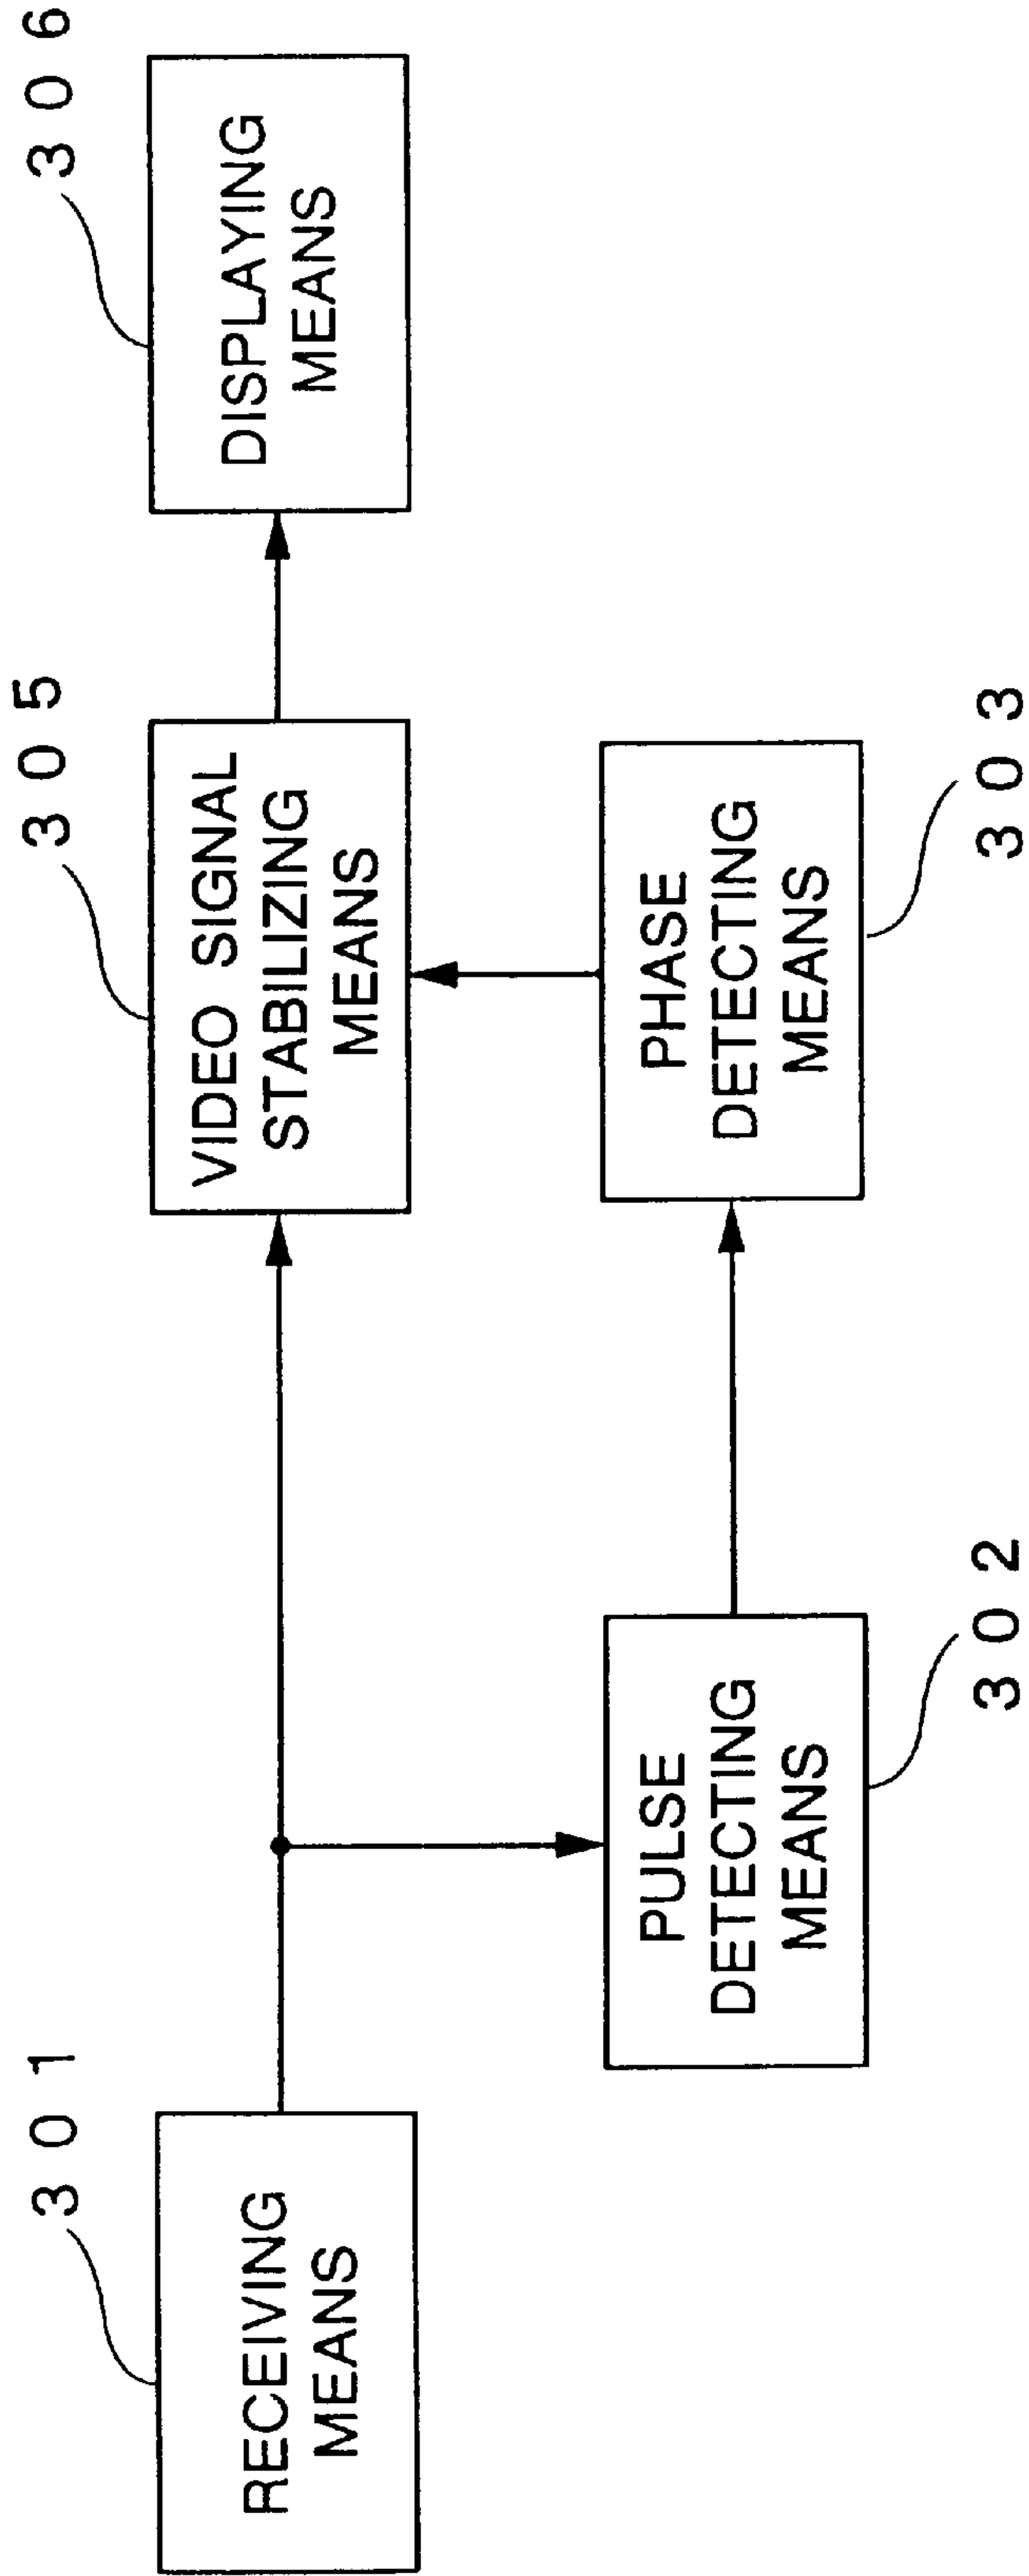 301
RECEIVING
MEANS
305
VIDEO SIGNAL
STABILIZING
MEANS
306
DISPLAYING
MEANS
PULSE
DETECTING
MEANS
302
PHASE
DETECTING
MEANS
303